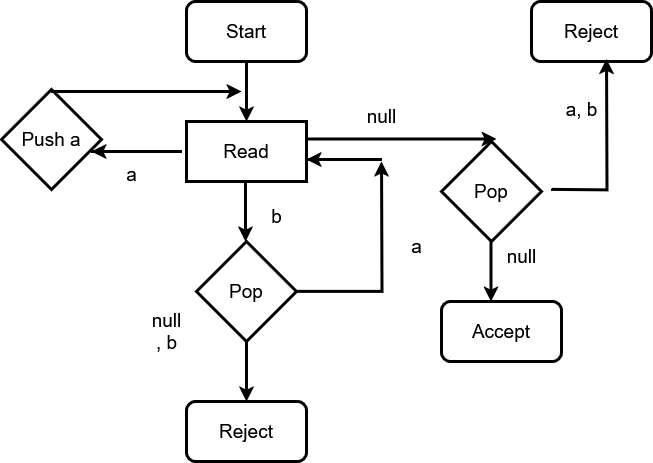 Start
Reject
a, b
null
Push a
Read
a
Pop
b
a
null
Pop
null
, b
Accept
Reject